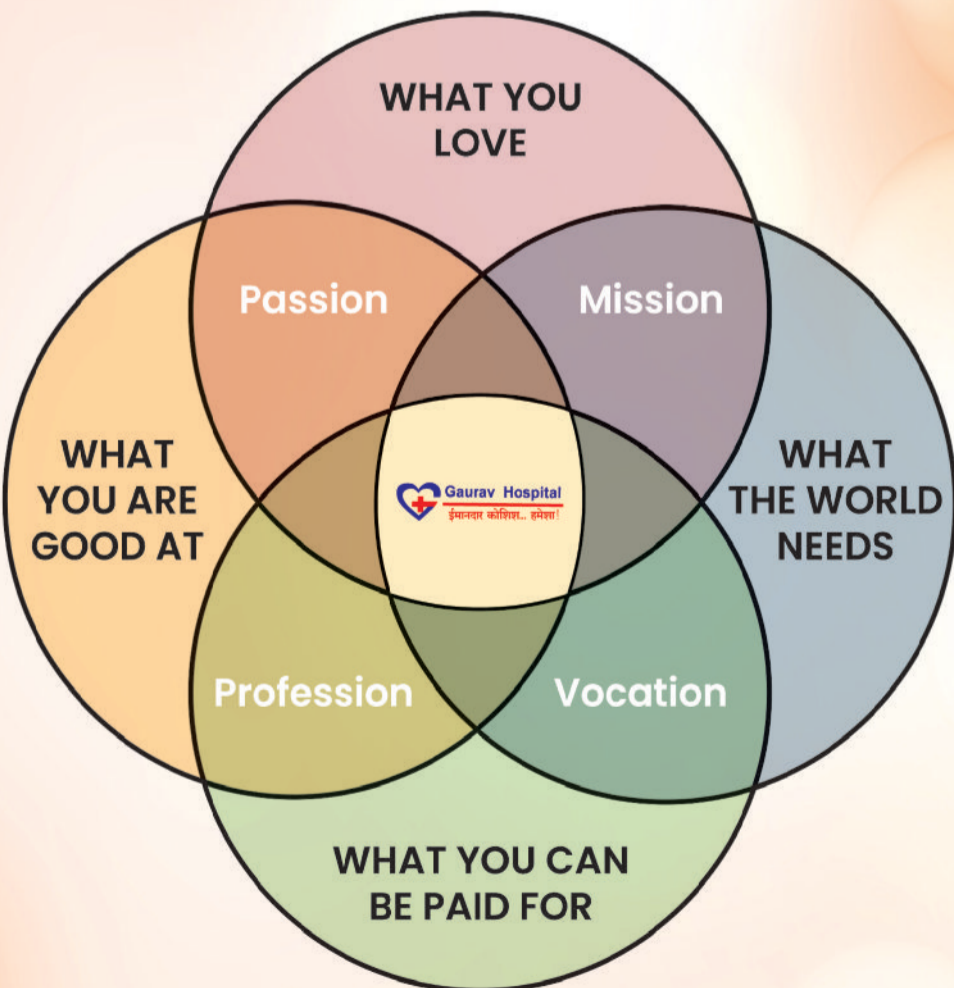 WHAT YOU
LOVE
Passion
Mission
WHAT
YOU ARE
GOOD AT
Gaurav Hospital
ईमानदार कोशिश.. हमेशा!
WHAT
THE WORLD
NEEDS
Profession
Vocation
WHAT YOU CAN
BE PAID FOR